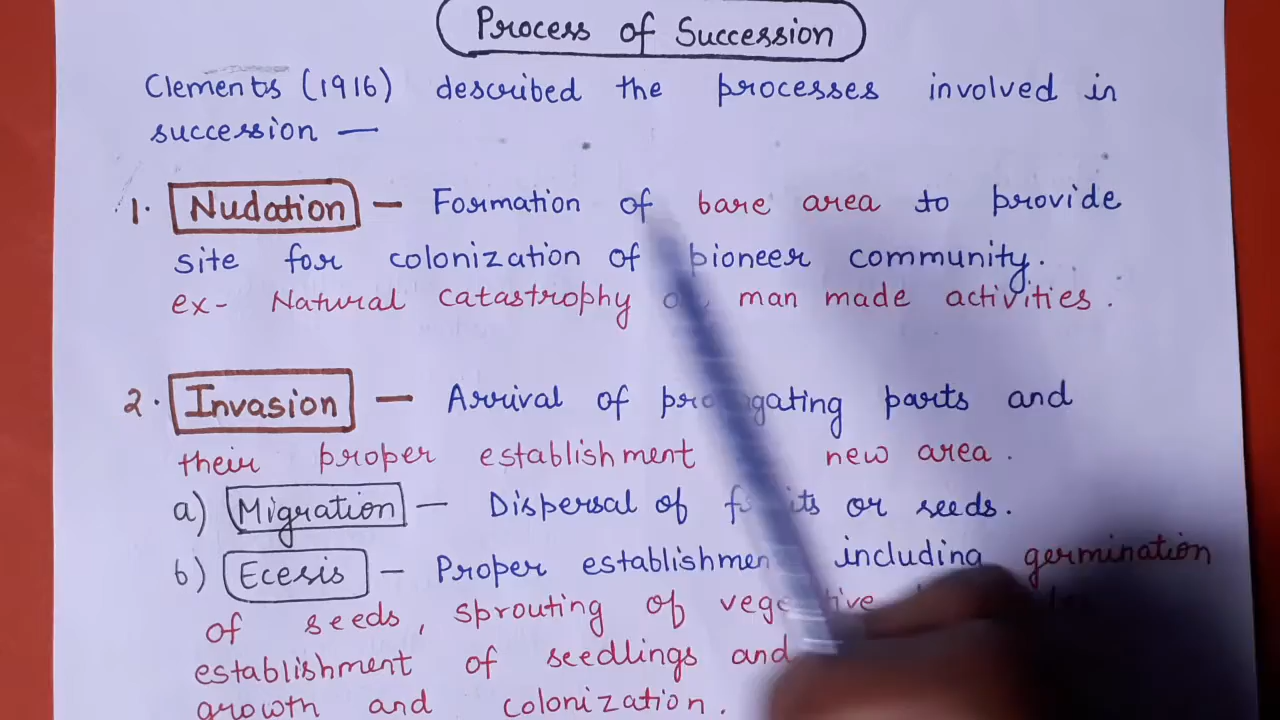 Process of Succession
Clements (1916) described the processes involved in
succession —
1. Nudation — Formation of bare area to provide
site for colonization of pioneer community.
ex- Natural catastrophy man made activities.
2. Invasion — Arrival of propagating parts and
their proper establishment new area.
a) Migration — Dispersal of or seeds.
b) Ecesis — Proper establishment including germination
of seeds, sprouting of
establishment of seedlings and
growth and colonization.